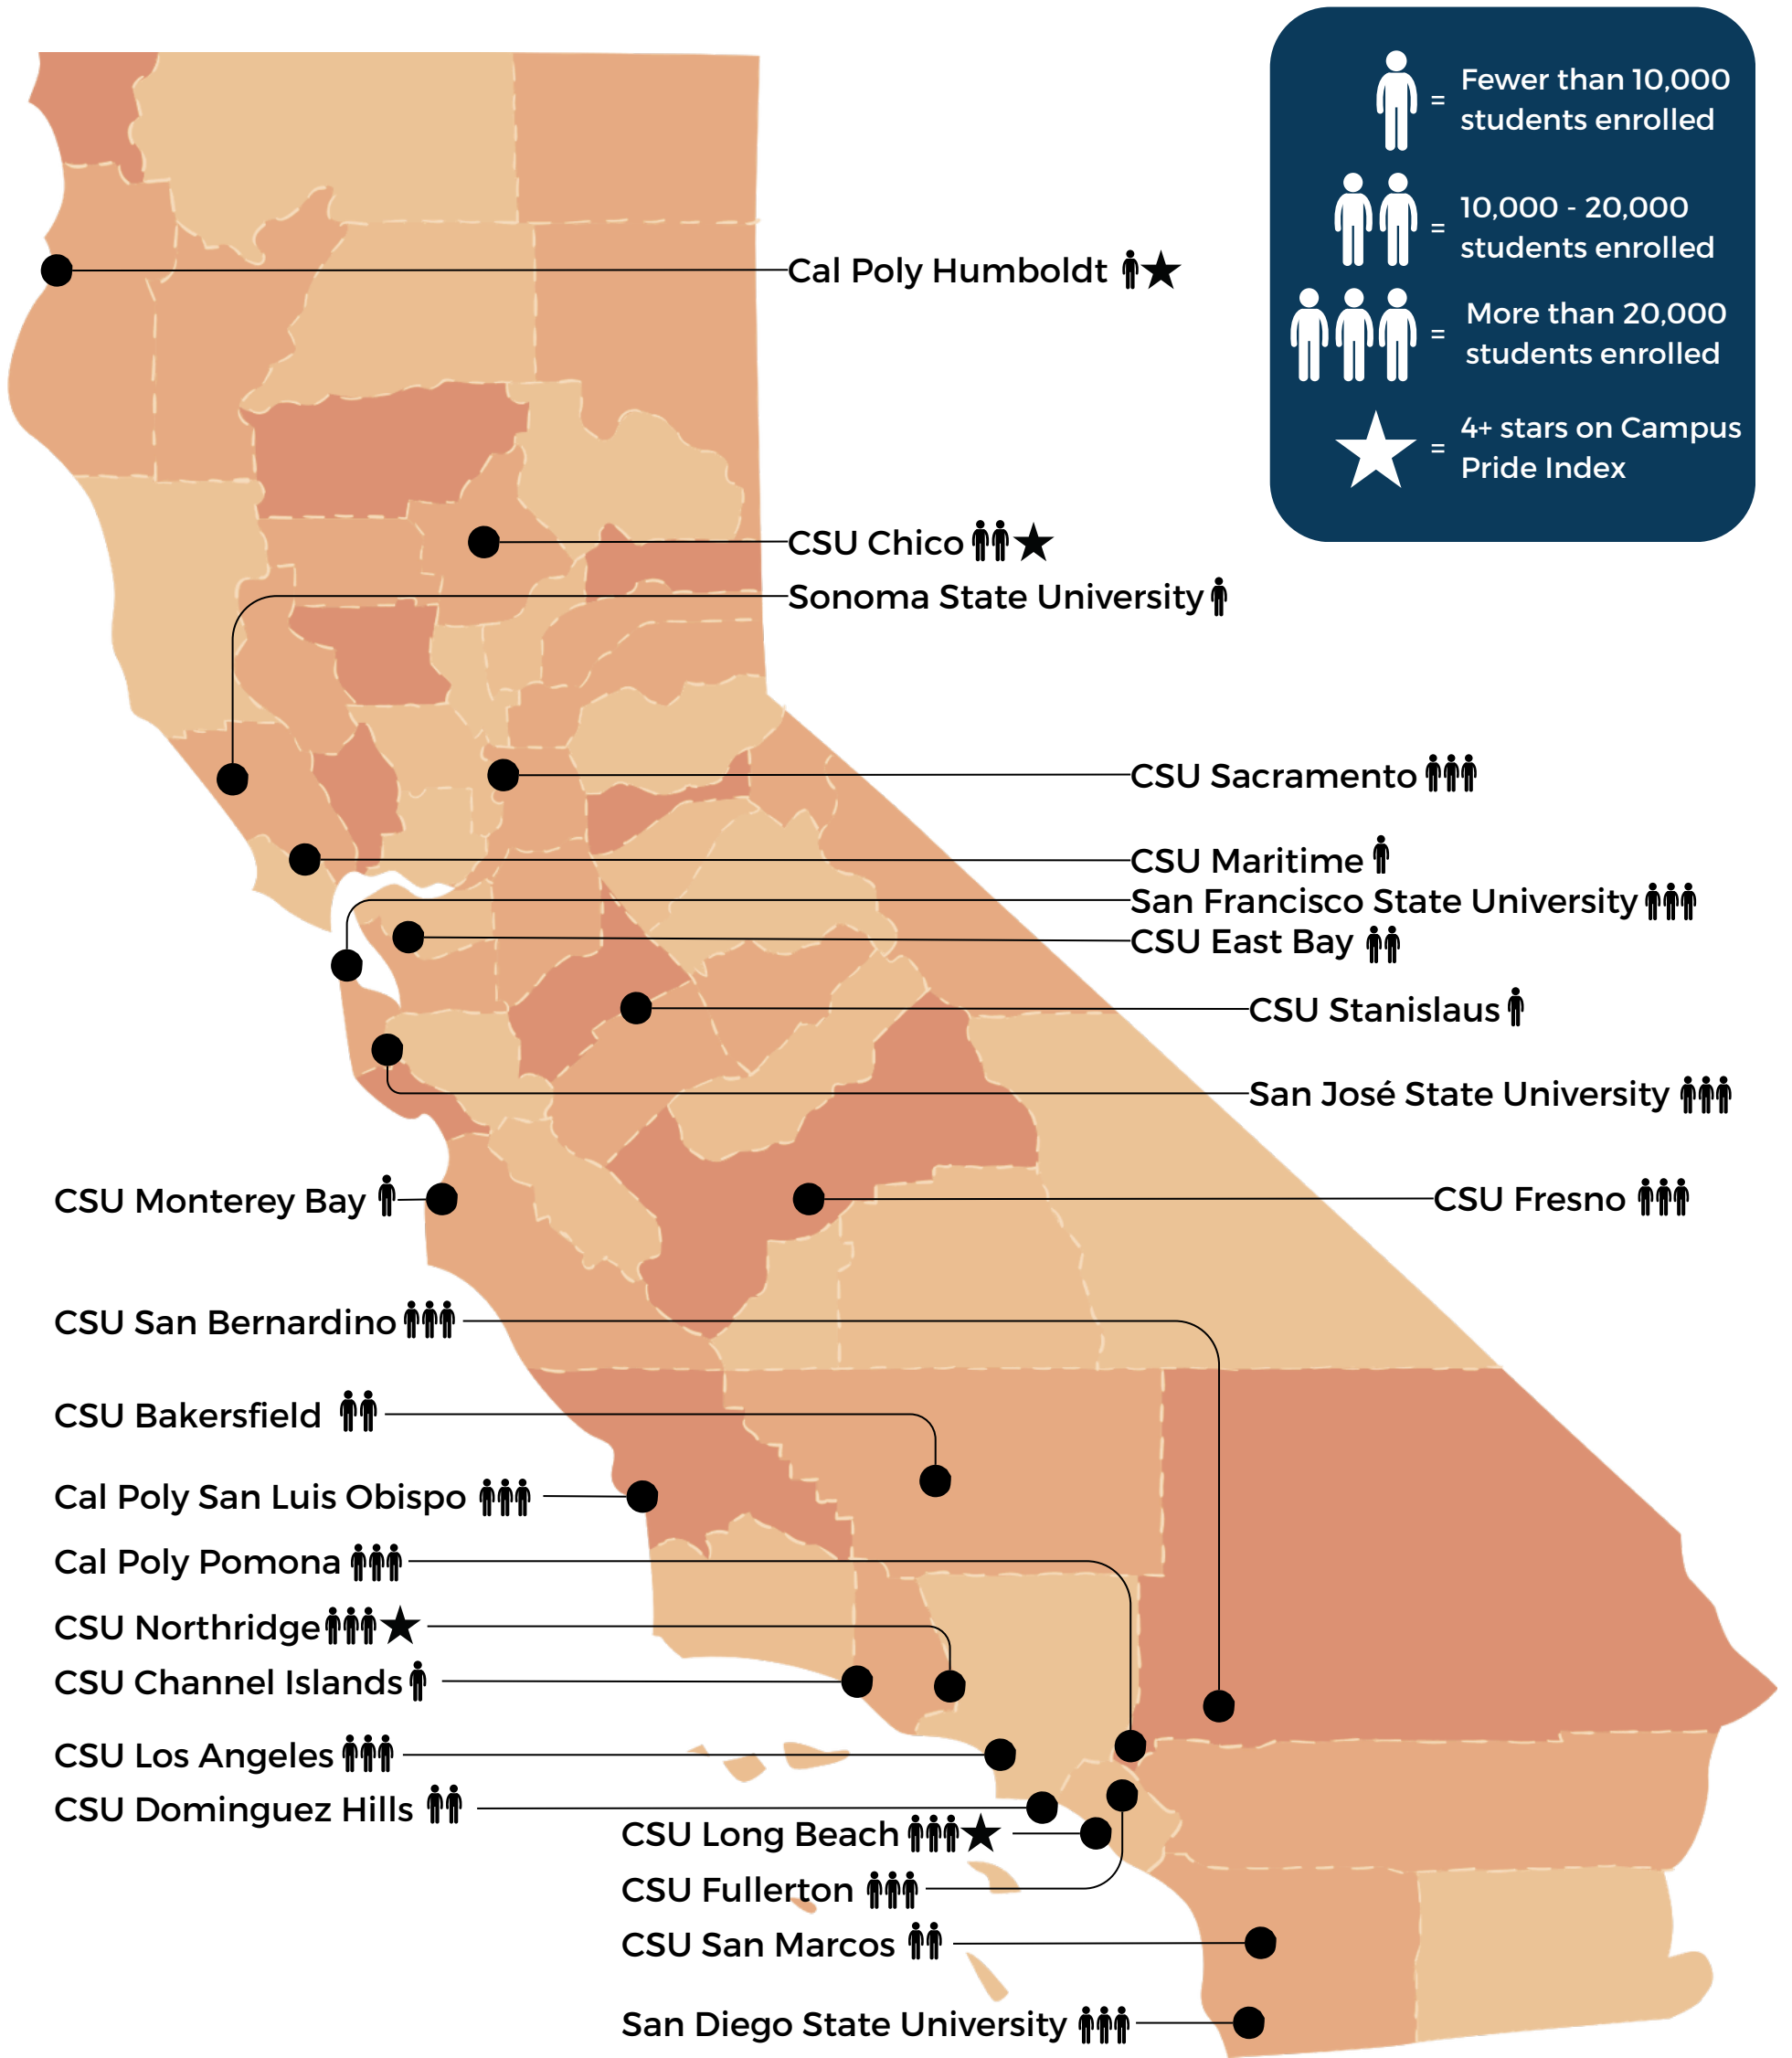 = Fewer than 10,000
students enrolled
= 10,000 - 20,000
students enrolled
= More than 20,000
students enrolled
= 4+ stars on Campus
Pride Index
Cal Poly Humboldt
CSU Chico
Sonoma State University
CSU Sacramento
CSU Maritime
San Francisco State University
CSU East Bay
CSU Stanislaus
San José State University
CSU Monterey Bay
CSU Fresno
CSU San Bernardino
CSU Bakersfield
Cal Poly San Luis Obispo
Cal Poly Pomona
CSU Northridge
CSU Channel Islands
CSU Los Angeles
CSU Dominguez Hills
CSU Long Beach
CSU Fullerton
CSU San Marcos
San Diego State University